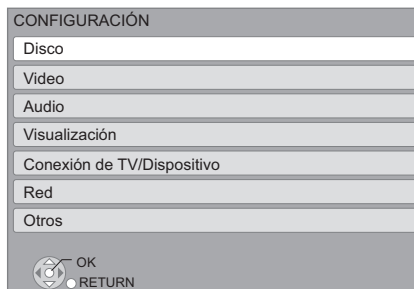 CONFIGURACIÓN
Disco
Video
Audio
Visualización
Conexión de TV/Dispositivo
Red
Otros
OK
RETURN